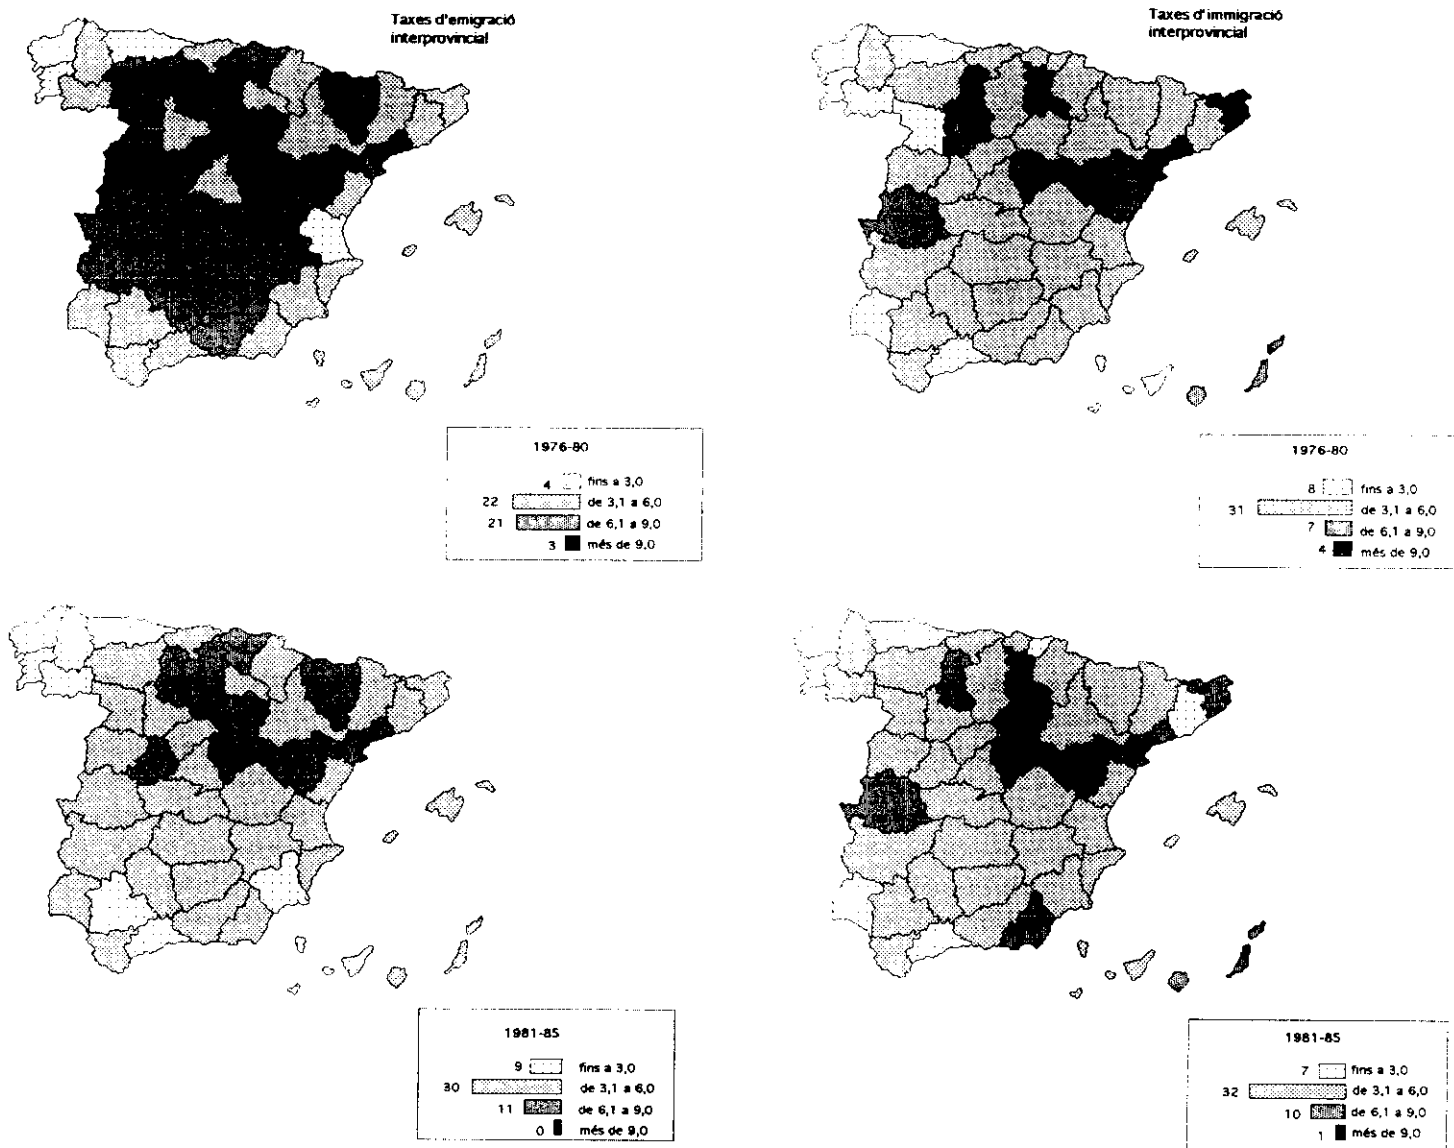 Taxes d'emigració
interprovincial
Taxes d'immigració
interprovincial
1976-80
4 fins a 3,0
22 de 3,1 a 6,0
21 de 6,1 a 9,0
3 més de 9,0
1976-80
8 fins a 3,0
31 de 3,1 a 6,0
7 de 6,1 a 9,0
4 més de 9,0
1981-85
9 fins a 3,0
30 de 3,1 a 6,0
11 de 6,1 a 9,0
0 més de 9,0
1981-85
7 fins a 3,0
32 de 3,1 a 6,0
10 de 6,1 a 9,0
1 més de 9,0